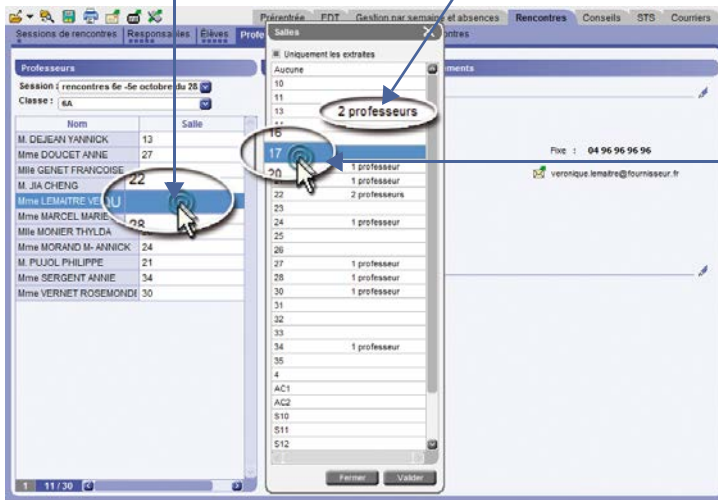 Prérentrée EDT Gestion par semaine et absences Rencontres Conseils STS Courriers
Sessions de rencontres Responsables Élèves
Salles
Professeurs
Session : rencontres 6e -5e octobre du 28
Classe : 6A
Nom Salle
M. DEJEAN YANNICK 13
Mme DOUCET ANNE 27
Mlle GENET FRANCOISE
M. JIA CHENG 22
Mme LEMAITRE
Mme MARCEL MARIE 28
Mlle MONIER THYLDA
Mme MORAND M- ANNICK 24
M. PUJOL PHILIPPE 21
Mme SERGENT ANNIE 34
Mme VERNET ROSEMONDE 30
1 11/30
Uniquement les extraites
Aucune
10
11
13 2 professeurs
16
17
20 1 professeur
1 professeur
22 2 professeurs
23
24 1 professeur
25
26
27 1 professeur
28 1 professeur
30 1 professeur
31
32
33
34 1 professeur
35
4
AC1
AC2
S10
S11
S12
Fermer Valider
Fixe : 04 96 96 96 96
veronique.lemaitre@fournisseur.fr